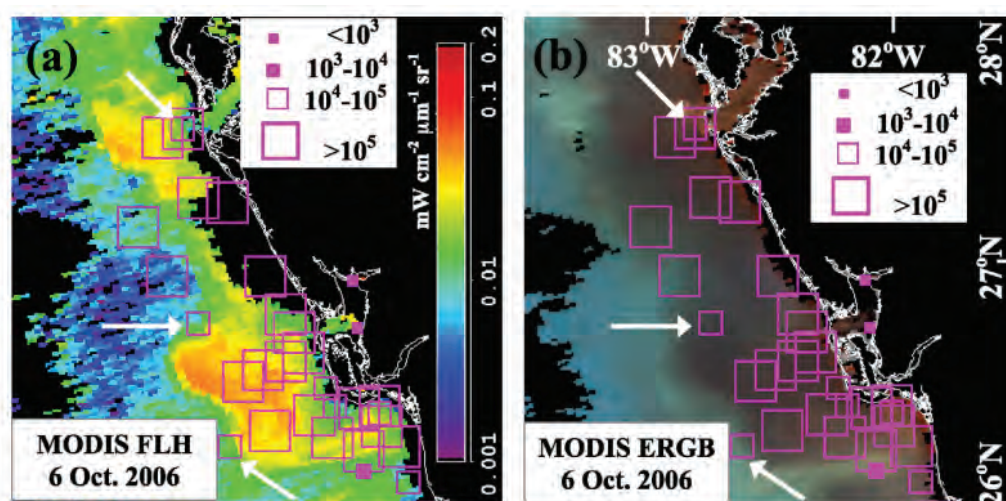 (a)
<10³
10³-10⁴
10⁴-10⁵
>10⁵
mW cm⁻² μm⁻¹ sr⁻¹
0.2
0.1
0.01
0.001
MODIS FLH
6 Oct. 2006
(b)
83°W
82°W
28°N
<10³
10³-10⁴
10⁴-10⁵
>10⁵
27°N
26°N
MODIS ERGB
6 Oct. 2006